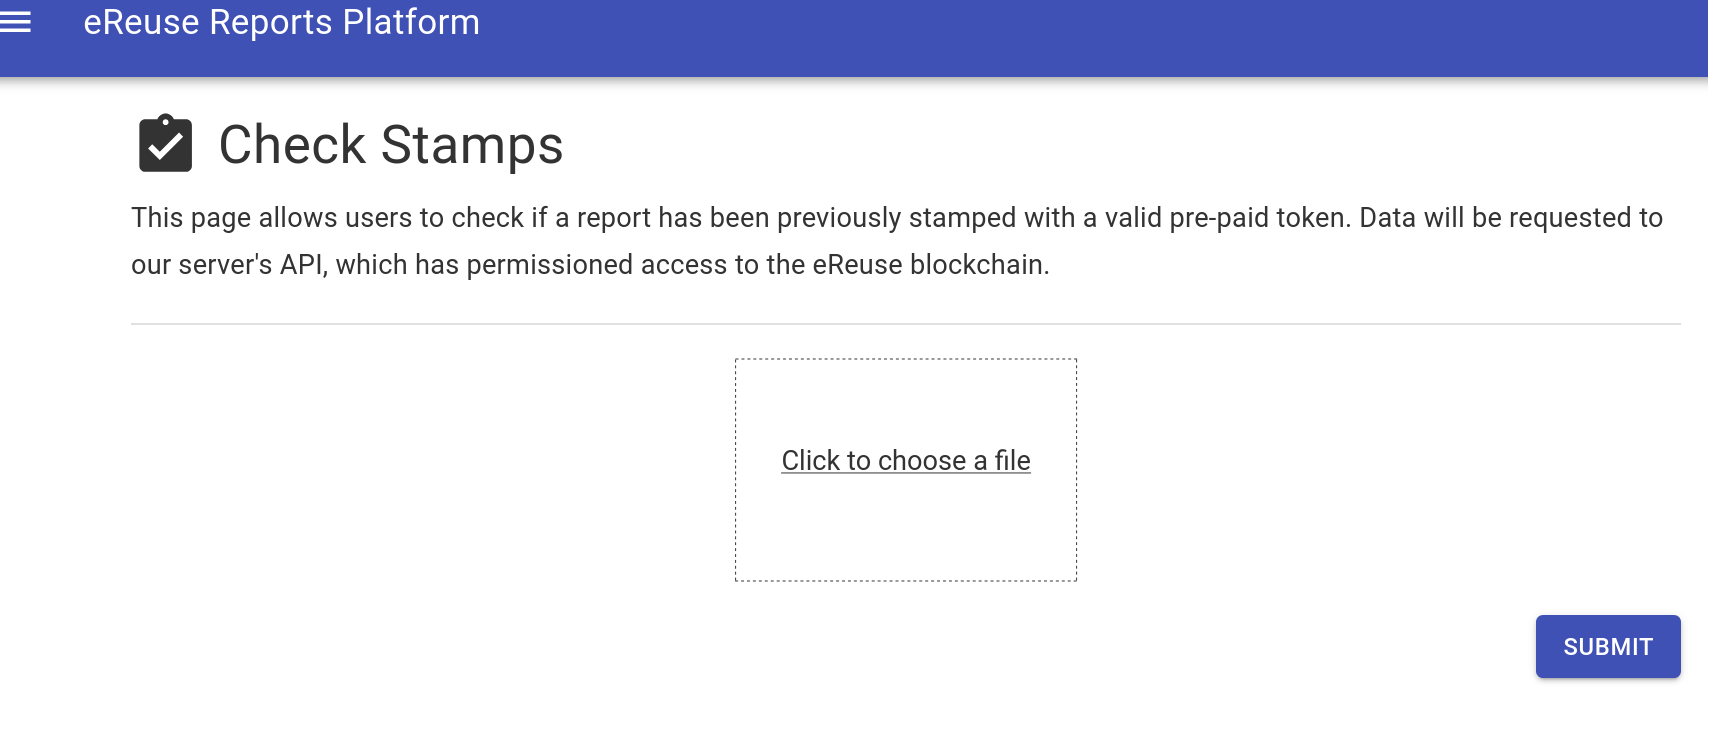 eReuse Reports Platform
Check Stamps
This page allows users to check if a report has been previously stamped with a valid pre-paid token. Data will be requested to
our server's API, which has permissioned access to the eReuse blockchain.
Click to choose a file
SUBMIT